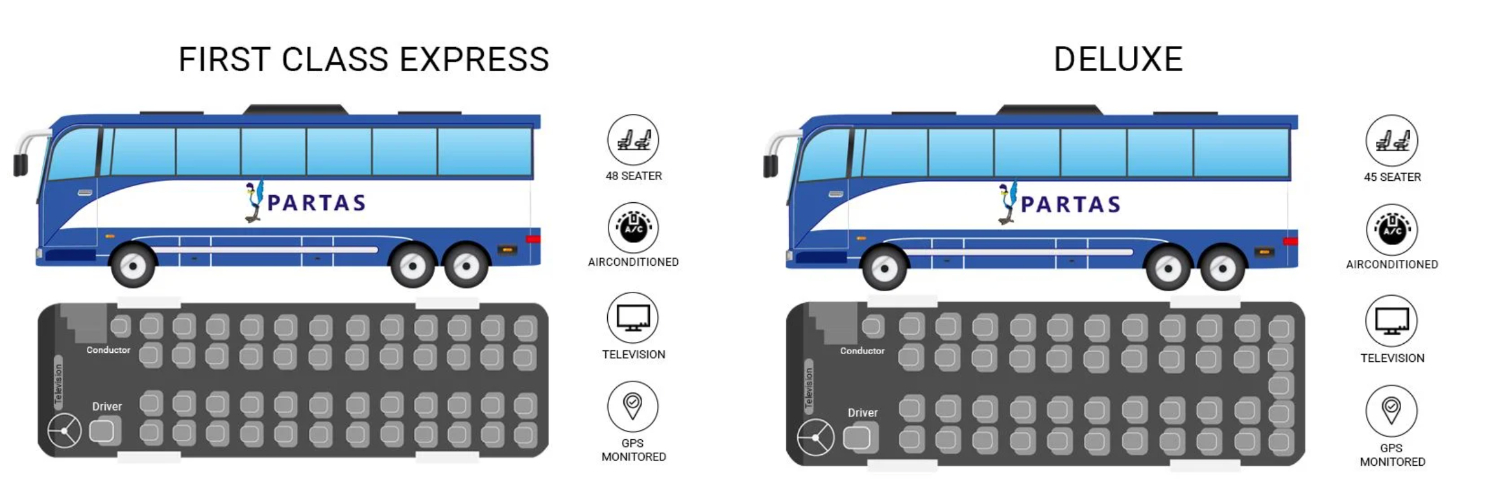 FIRST CLASS EXPRESS
PARTAS
48 SEATER
A/C
AIRCONDITIONED
TELEVISION
GPS
MONITORED
Conductor
Television
Driver
DELUXE
PARTAS
45 SEATER
A/C
AIRCONDITIONED
TELEVISION
GPS
MONITORED
Conductor
Television
Driver